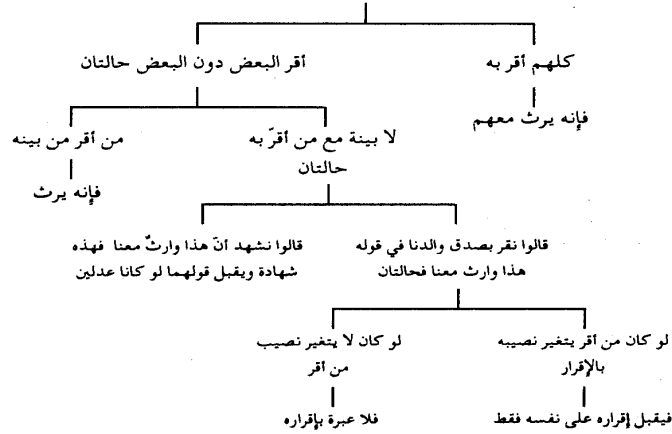 كلهم أقر به
أقر البعض دون البعض حالتان
فإنه يرث معهم
لا بينة مع من أقرّ به
حالتان
من أقر من بينه
فإنه يرث
قالوا نقر بصدق والدنا في قوله
هذا وارث معنا فحالتان
قالوا نشهد أنّ هذا وارثٌ معنا فهذه
شهادة ويقبل قولهما لو كانا عدلين
لو كان من أقر يتغير نصيبه
بالإقرار
لو كان لا يتغير نصيب
من أقر
فيقبل إقراره على نفسه فقط
فلا عبرة بإقراره